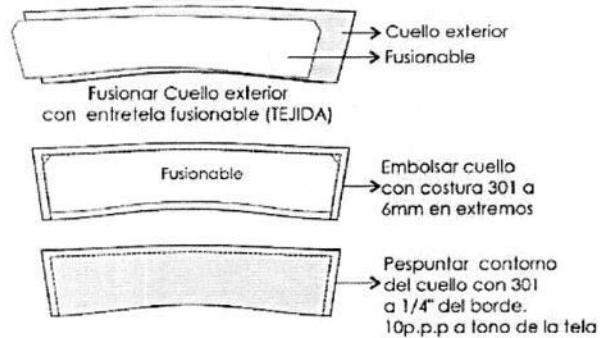 Cuello exterior
Fusionable
Fusionar Cuello exterior
con entretela fusionable (TEJIDA)
Fusionable
Embolsar cuello
con costura 301 a
6mm en extremos
Pespuntar contorno
del cuello con 301
a 1/4" del borde.
10p.p.p a tono de la tela